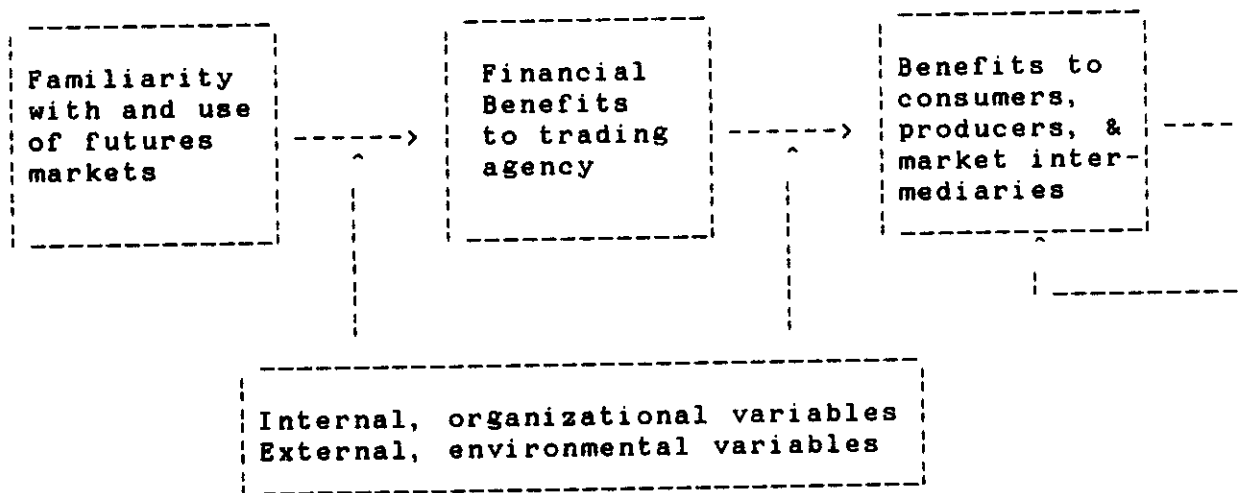 Familiarity
with and use
of futures
markets
Financial
Benefits
to trading
agency
Benefits to
consumers,
producers, &
market inter-
mediaries
Internal, organizational variables
External, environmental variables